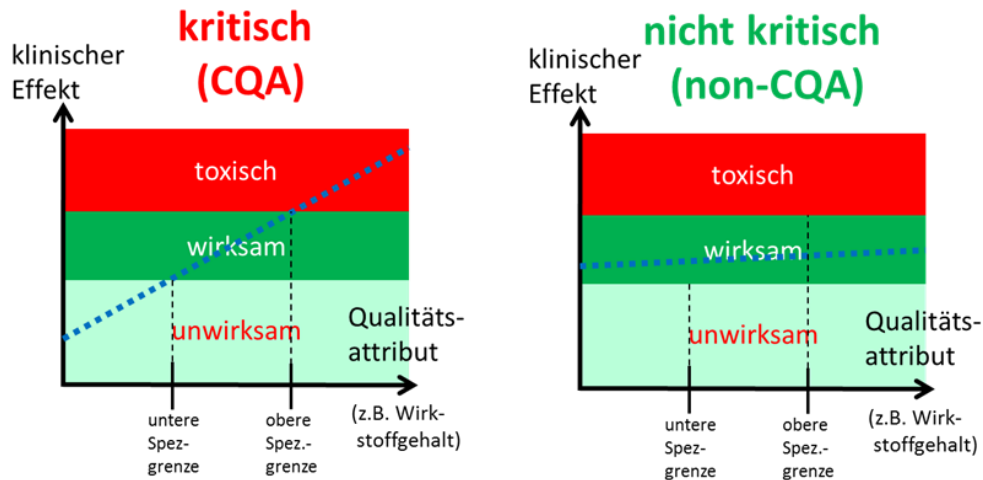 kritisch
(CQA)
klinischer
Effekt
toxisch
wirksam
unwirksam
Qualitäts-
attribut
(z.B. Wirk-
stoffgehalt)
untere
Spez-
grenze
obere
Spez.-
grenze
nicht kritisch
(non-CQA)
klinischer
Effekt
toxisch
wirksam
unwirksam
Qualitäts-
attribut
(z.B. Wirk-
stoffgehalt)
untere
Spez-
grenze
obere
Spez.-
grenze